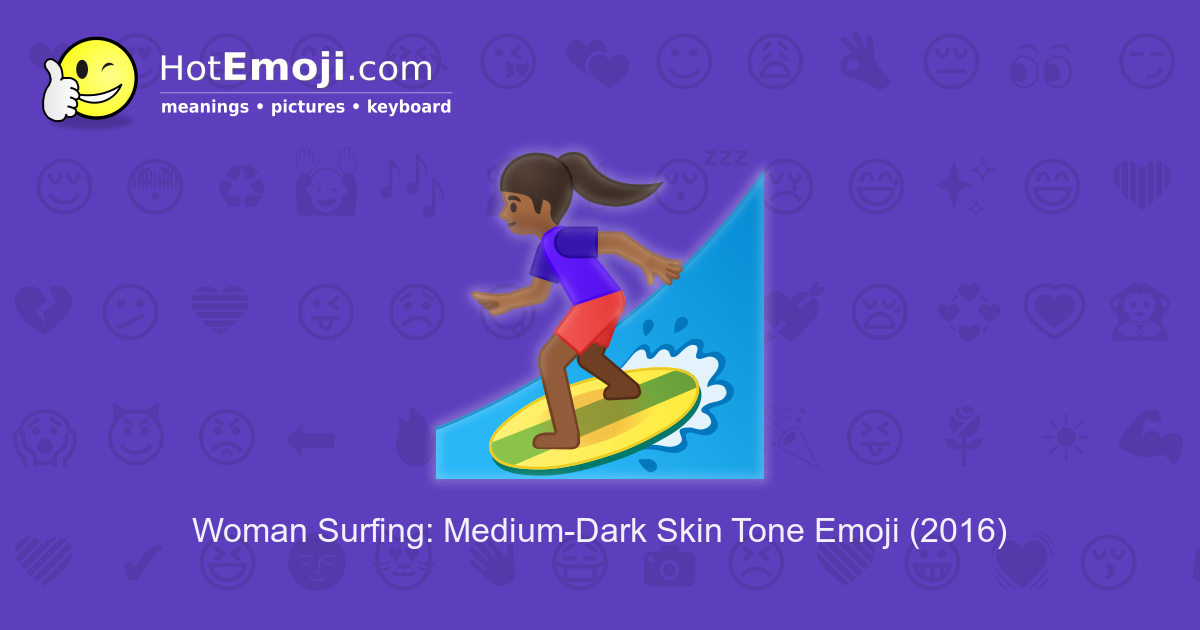 HotEmoji.com
meanings • pictures • keyboard
zzz
Woman Surfing: Medium-Dark Skin Tone Emoji (2016)